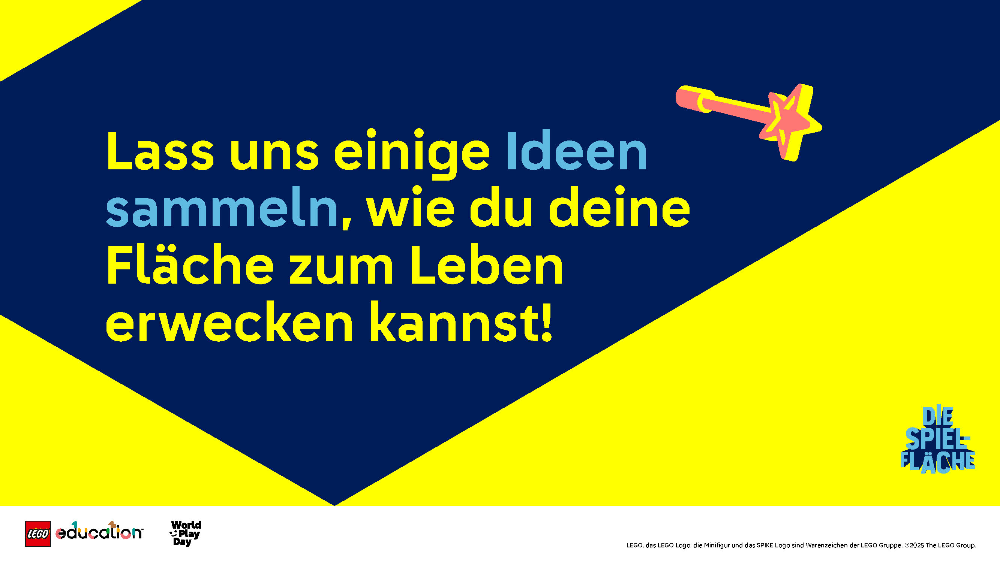 Lass uns einige Ideen
sammeln, wie du deine
Fläche zum Leben
erwecken kannst!
DIE
SPIEL-
FLÄCHE
LEGO education™
World
Play
Day
LEGO, das LEGO Logo, die Minifigur und das SPIKE Logo sind Warenzeichen der LEGO Gruppe. ©2025 The LEGO Group.